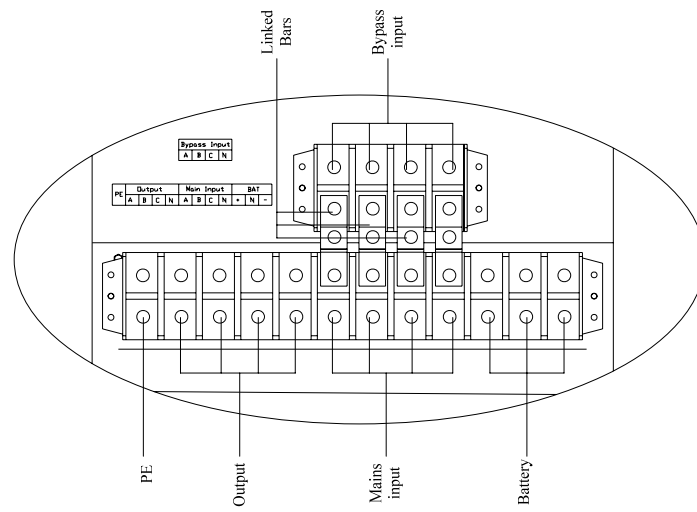 Linked
Bars
Bypass
input
Bypass Input
A B C N
PE Output Main Input BAT
A B C N A B C N + N -
PE
Output
Mains
input
Battery